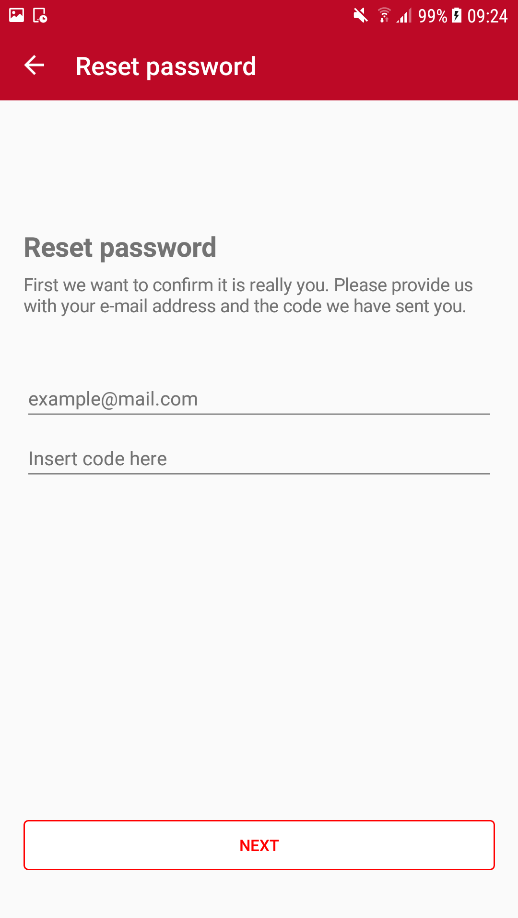 99% 09:24
Reset password
Reset password
First we want to confirm it is really you. Please provide us
with your e-mail address and the code we have sent you.
example@mail.com
Insert code here
NEXT